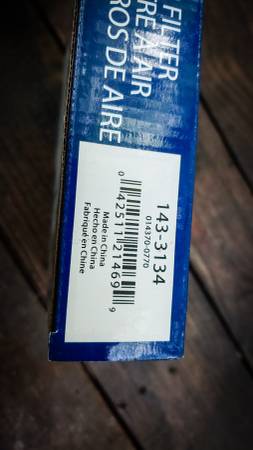 FILTER
RE À AIR
ROS DE AIRE
143-3134
014370-0770
0 42511 21469 9
Made in China
Hecho en China
Fabriqué en Chine